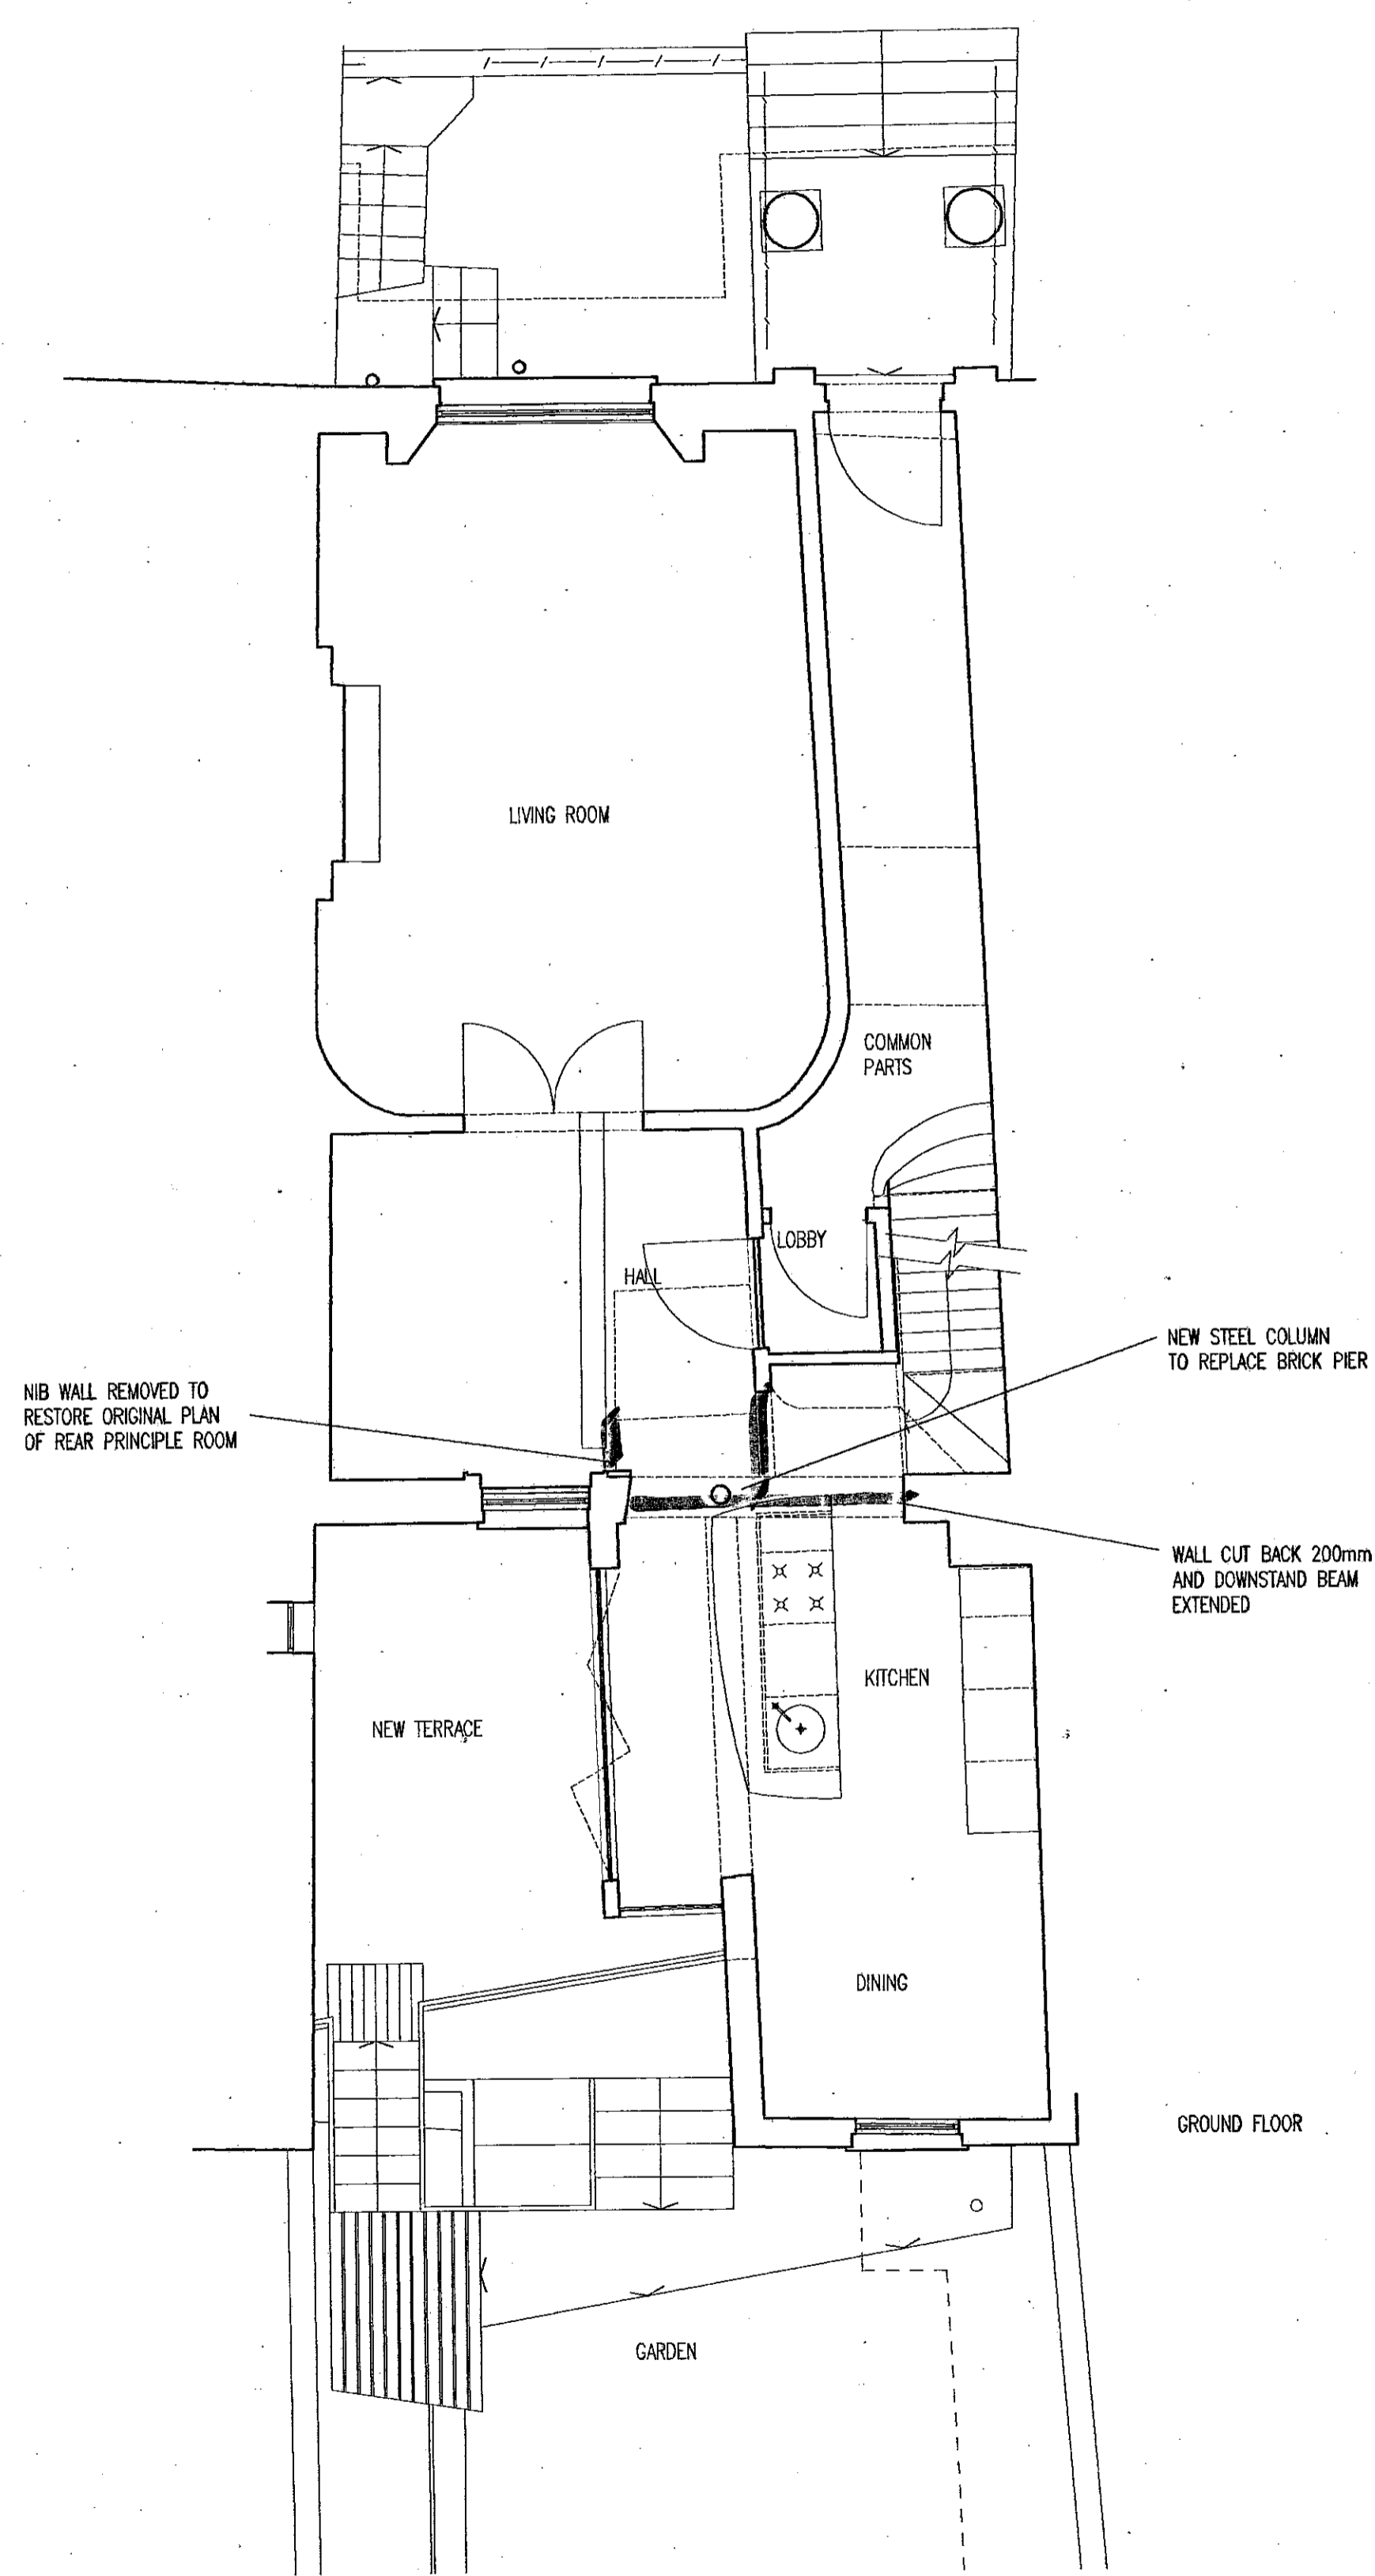 LIVING ROOM
COMMON
PARTS
LOBBY
HALL
NEW STEEL COLUMN
TO REPLACE BRICK PIER
NIB WALL REMOVED TO
RESTORE ORIGINAL PLAN
OF REAR PRINCIPLE ROOM
WALL CUT BACK 200mm
AND DOWNSTAND BEAM
EXTENDED
KITCHEN
NEW TERRACE
DINING
GROUND FLOOR
GARDEN